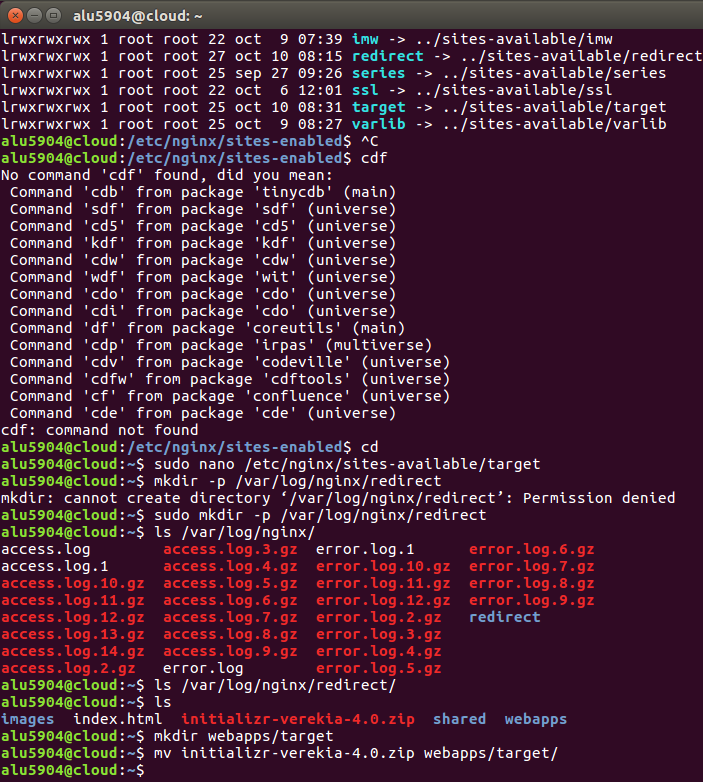 alu5904@cloud: ~
lrwxrwxrwx 1 root root 22 oct  9 07:39 imw -> ../sites-available/imw
lrwxrwxrwx 1 root root 27 oct 10 08:15 redirect -> ../sites-available/redirect
lrwxrwxrwx 1 root root 25 sep 27 09:26 series -> ../sites-available/series
lrwxrwxrwx 1 root root 22 oct  6 12:01 ssl -> ../sites-available/ssl
lrwxrwxrwx 1 root root 25 oct 10 08:31 target -> ../sites-available/target
lrwxrwxrwx 1 root root 25 oct  9 08:27 varlib -> ../sites-available/varlib
alu5904@cloud:/etc/nginx/sites-enabled$ ^C
alu5904@cloud:/etc/nginx/sites-enabled$ cdf
No command 'cdf' found, did you mean:
 Command 'cdb' from package 'tinycdb' (main)
 Command 'sdf' from package 'sdf' (universe)
 Command 'cd5' from package 'cd5' (universe)
 Command 'kdf' from package 'kdf' (universe)
 Command 'cdw' from package 'cdw' (universe)
 Command 'wdf' from package 'wit' (universe)
 Command 'cdo' from package 'cdo' (universe)
 Command 'cdi' from package 'cdo' (universe)
 Command 'df' from package 'coreutils' (main)
 Command 'cdp' from package 'irpas' (multiverse)
 Command 'cdv' from package 'codeville' (universe)
 Command 'cdfw' from package 'cdftools' (universe)
 Command 'cf' from package 'confluence' (universe)
 Command 'cde' from package 'cde' (universe)
cdf: command not found
alu5904@cloud:/etc/nginx/sites-enabled$ cd
alu5904@cloud:~$ sudo nano /etc/nginx/sites-available/target
alu5904@cloud:~$ mkdir -p /var/log/nginx/redirect
mkdir: cannot create directory ‘/var/log/nginx/redirect’: Permission denied
alu5904@cloud:~$ sudo mkdir -p /var/log/nginx/redirect
alu5904@cloud:~$ ls /var/log/nginx/
access.log        access.log.3.gz  error.log.1      error.log.6.gz
access.log.1      access.log.4.gz  error.log.10.gz  error.log.7.gz
access.log.10.gz  access.log.5.gz  error.log.11.gz  error.log.8.gz
access.log.11.gz  access.log.6.gz  error.log.12.gz  error.log.9.gz
access.log.12.gz  access.log.7.gz  error.log.2.gz   redirect
access.log.13.gz  access.log.8.gz  error.log.3.gz
access.log.14.gz  access.log.9.gz  error.log.4.gz
access.log.2.gz   error.log        error.log.5.gz
alu5904@cloud:~$ ls /var/log/nginx/redirect/
alu5904@cloud:~$ ls
images  index.html  initializr-verekia-4.0.zip  shared  webapps
alu5904@cloud:~$ mkdir webapps/target
alu5904@cloud:~$ mv initializr-verekia-4.0.zip webapps/target/
alu5904@cloud:~$